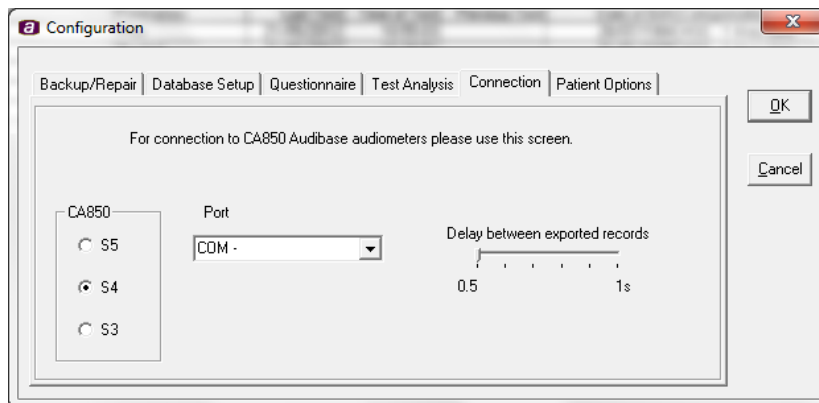 Configuration
Backup/Repair Database Setup Questionnaire Test Analysis Connection Patient Options
OK
For connection to CA850 Audibase audiometers please use this screen.
Cancel
CA850
Port
S5
COM -
Delay between exported records
S4
0.5 1s
S3